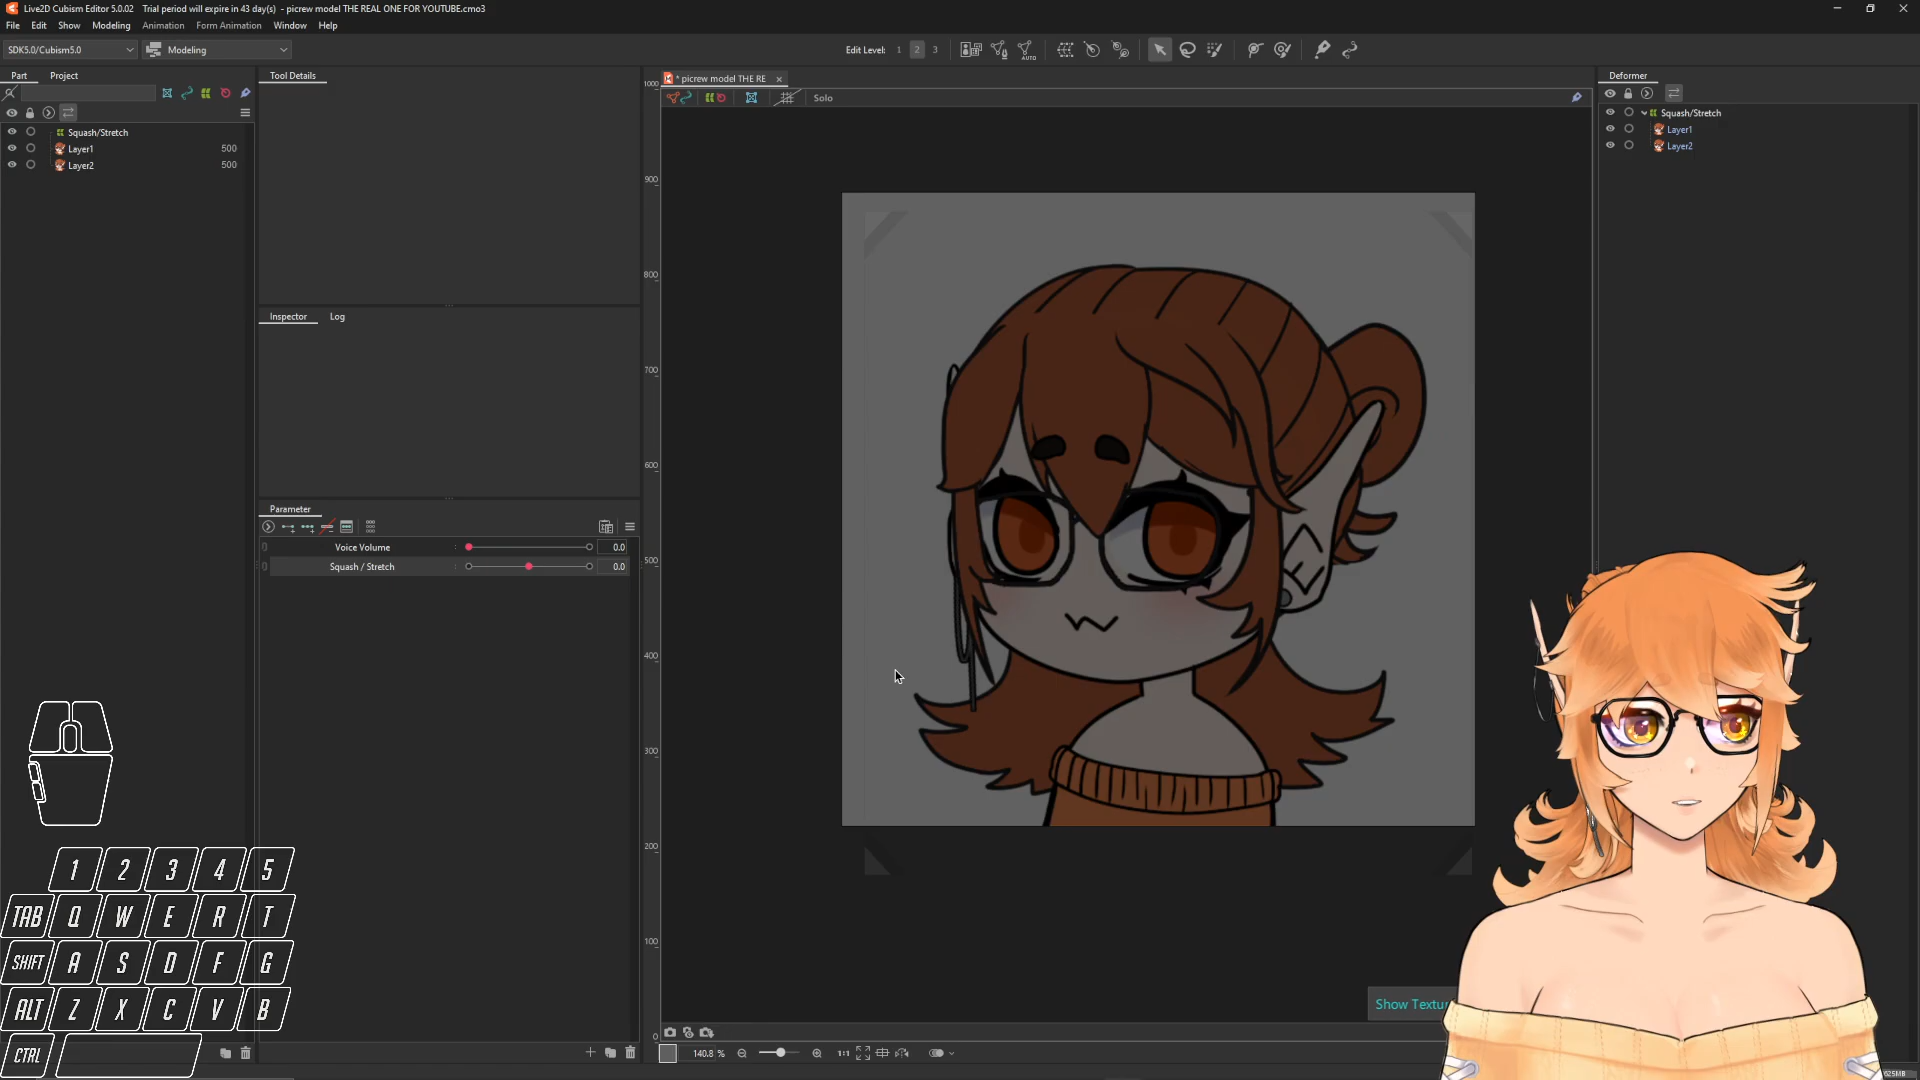 Live2D Cubism Editor 5.0.02 Trial period will expire in 43 day(s) - picrew model THE REAL ONE FOR YOUTUBE.cmo3
File Edit Show Modeling Animation Form Animation Window Help
SDK5.0/Cubism5.0 Modeling Edit Level: 1 2 3
AUTO
Part Project
Tool Details
* picrew model THE RE
Deformer
Solo
Squash/Stretch
Layer1 500
Layer2 500
Squash/Stretch
Layer1
Layer2
1000
900
800
700
600
500
400
300
200
100
0
Inspector Log
Parameter
Voice Volume : 0.0
Squash / Stretch : 0.0
1 2 3 4 5
TAB Q W E R T
SHIFT A S D F G
ALT Z X C V B
CTRL
Show Textu
140.8 % 1:1
625MB